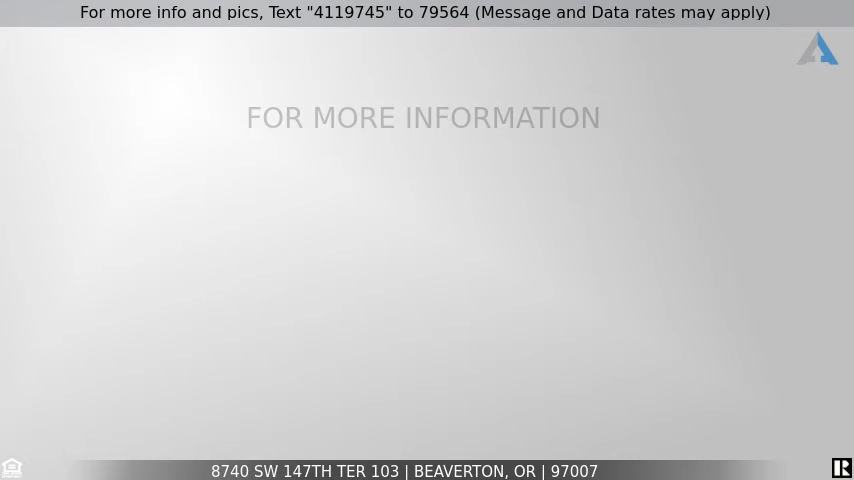 For more info and pics, Text "4119745" to 79564 (Message and Data rates may apply)
FOR MORE INFORMATION
8740 SW 147TH TER 103 | BEAVERTON, OR | 97007